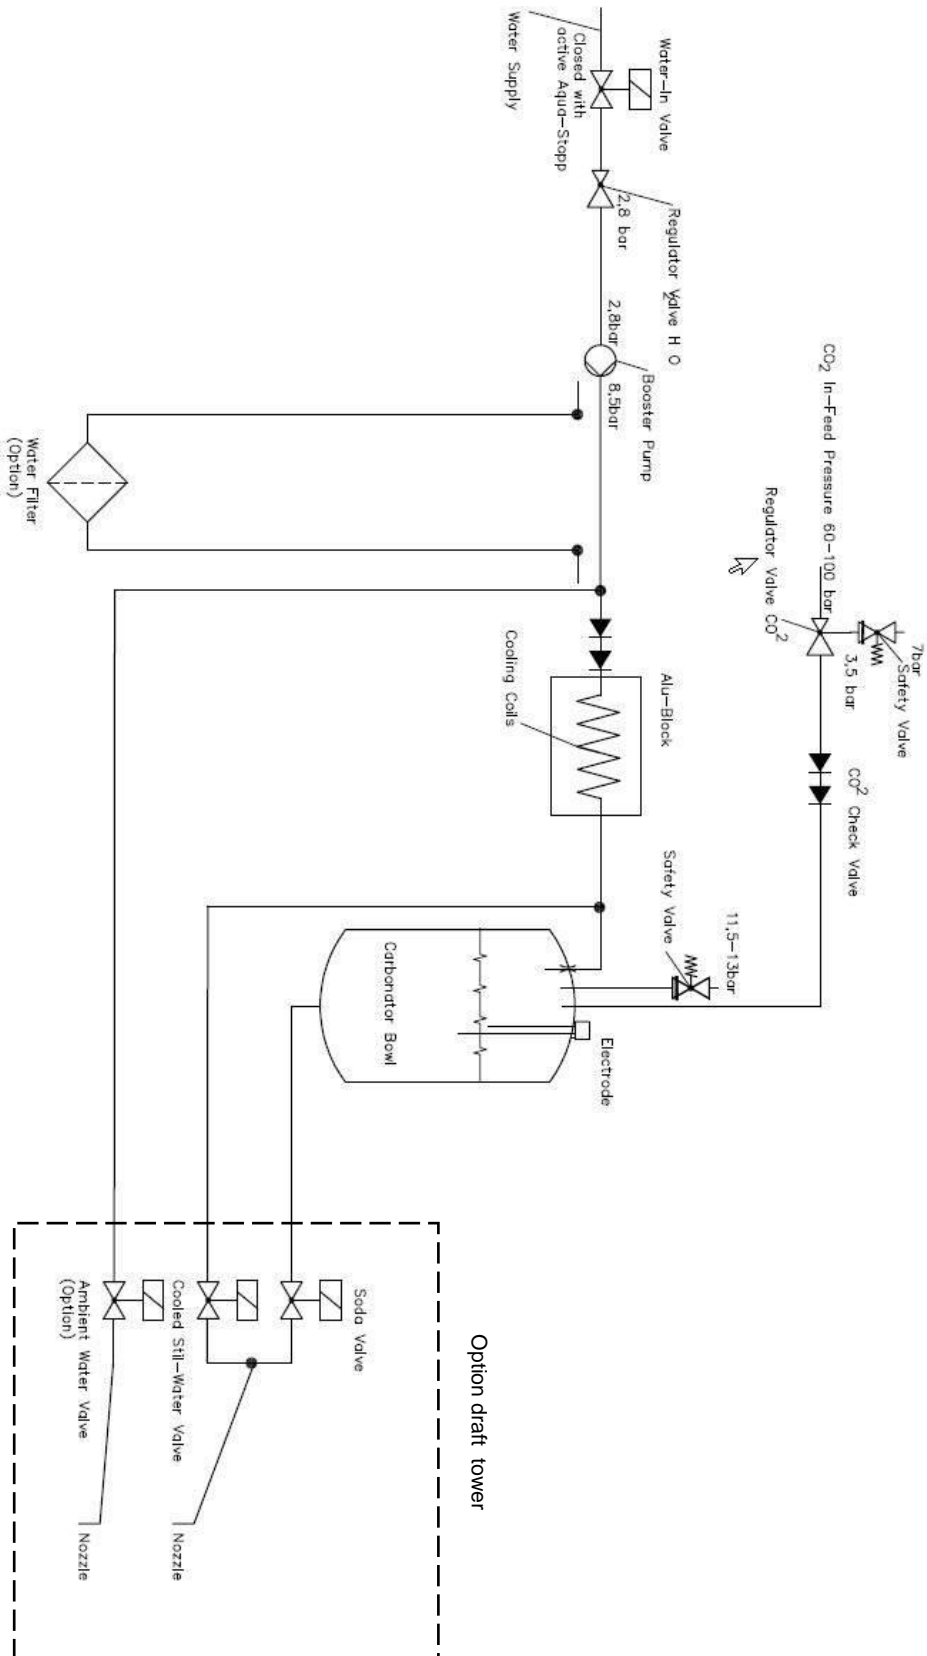 CO2 In-Feed Pressure 60-100 bar
7bar
Safety Valve
3,5 bar
Regulator Valve CO2
CO2 Check Valve
11,5-13bar
Safety Valve
Water-In Valve
Closed with
active Aqua-Stopp
Water Supply
Regulator Valve H2O
2,8 bar
2,8bar
8,5bar
Booster Pump
Alu-Block
Cooling Coils
Electrode
Carbonator Bowl
Water Filter
(Option)
Option draft tower
Soda Valve
Cooled Stil-Water Valve
Ambient Water Valve
(Option)
Nozzle
Nozzle